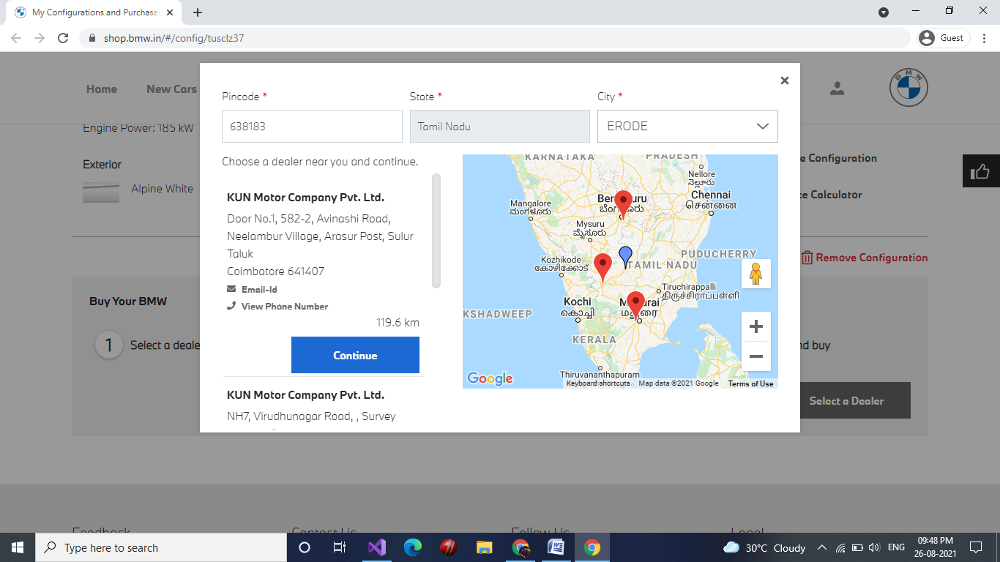 My Configurations and Purchase
shop.bmw.in/#/config/tusclz37
Guest
Home
New Cars
BMW
Pincode *
State *
City *
638183
Tamil Nadu
ERODE
Engine Power: 185 kW
Exterior
Alpine White
Choose a dealer near you and continue.
KUN Motor Company Pvt. Ltd.
Door No.1, 582-2, Avinashi Road,
Neelambur Village, Arasur Post, Sulur
Taluk
Coimbatore 641407
Email-Id
View Phone Number
119.6 km
Continue
KUN Motor Company Pvt. Ltd.
NH7, Virudhunagar Road, , Survey
KARNATAKA
PRADESH
Nellore
నెల్లూరు
Mangalore
ಮಂಗಳೂರು
Chennai
சென்னை
Mysuru
ಮೈಸೂರು
PUDUCHERRY
Kozhikode
കോഴിക്കോട്
TAMIL NADU
Tiruchirappalli
திருச்சிராப்பள்ளி
Kochi
കൊച്ചി
மதுரை
KSHADWEEP
KERALA
Thiruvananthapuram
Google
Keyboard shortcuts
Map data ©2021 Google
Terms of Use
e Configuration
ce Calculator
Remove Configuration
Buy Your BMW
1
Select a deale
nd buy
Select a Dealer
Feedback
Contact Us
Follow Us
Legal
Type here to search
30°C Cloudy
ENG
09:48 PM
26-08-2021